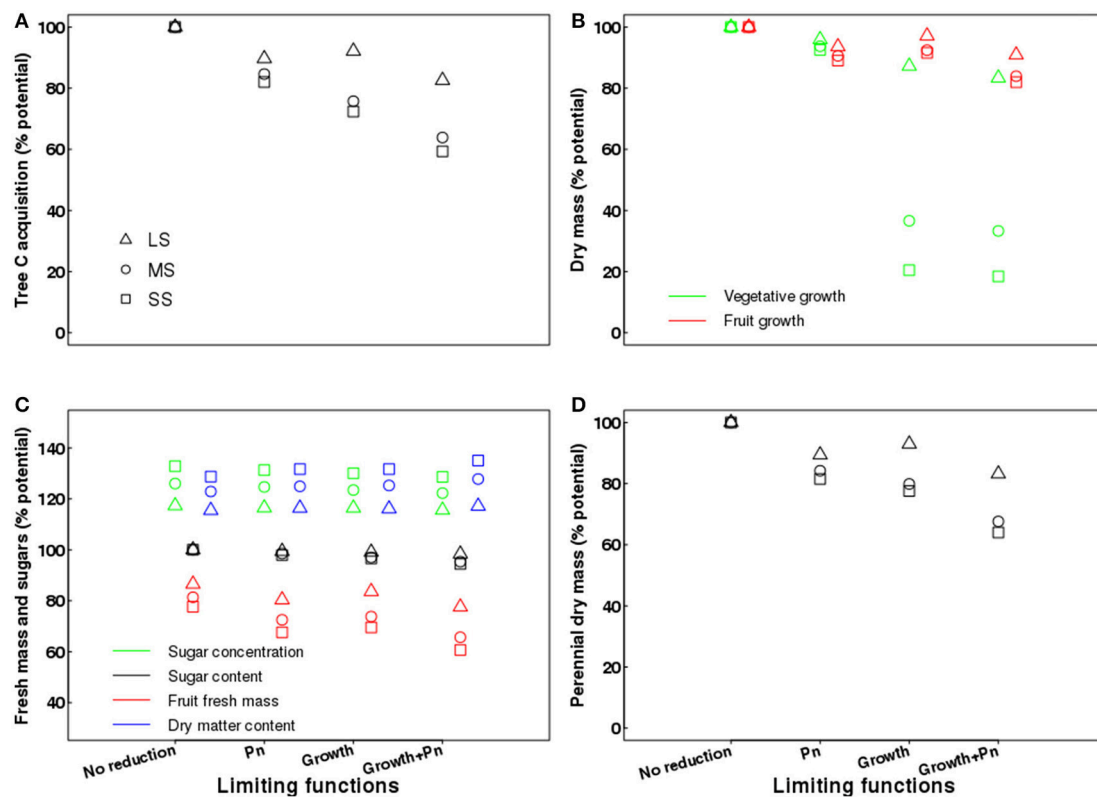 A
Tree C acquisition (% potential)
100
80
60
40
20
0
LS
MS
SS
B
Dry mass (% potential)
100
80
60
40
20
0
Vegetative growth
Fruit growth
C
Fresh mass and sugars (% potential)
140
120
100
80
60
40
Sugar concentration
Sugar content
Fruit fresh mass
Dry matter content
No reduction
Pn
Growth
Growth+Pn
Limiting functions
D
Perennial dry mass (% potential)
100
80
60
40
20
0
No reduction
Pn
Growth
Growth+Pn
Limiting functions